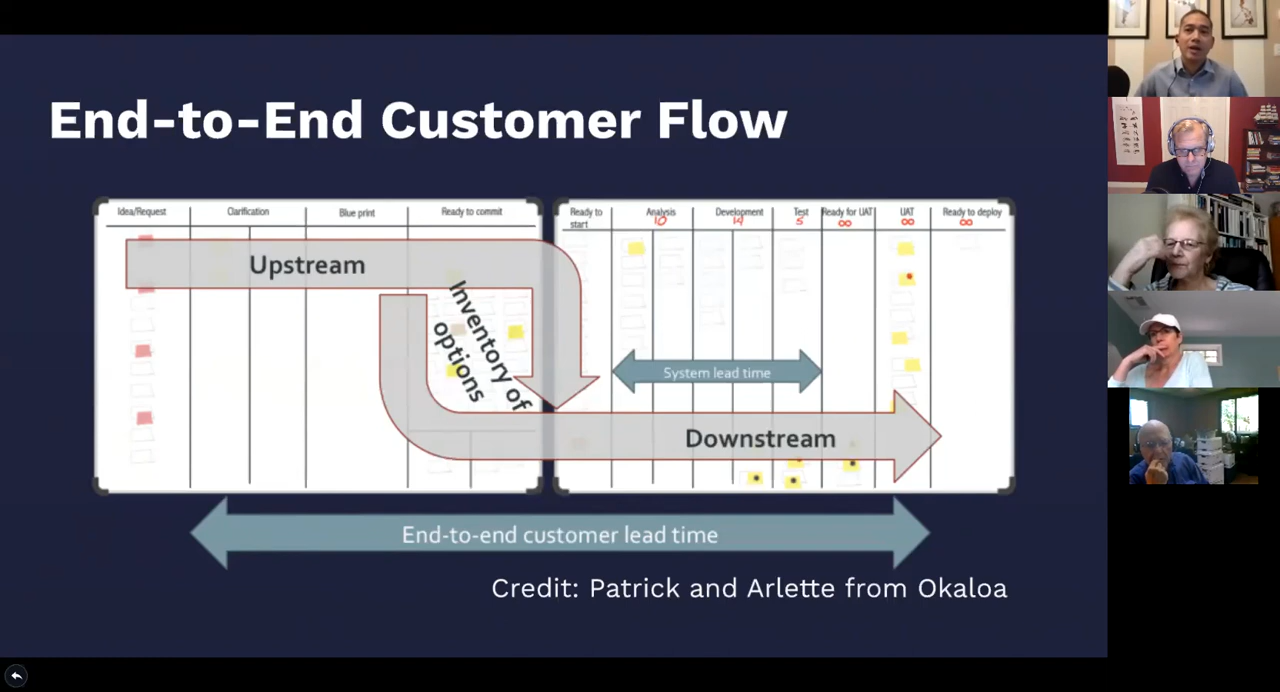 End-to-End Customer Flow
Idea/Request
Clarification
Blue print
Ready to commit
Ready to
start
Analysis
10
Development
14
Test
5
Ready for UAT
∞
UAT
∞
Ready to deploy
∞
Upstream
Inventory of
options
System lead time
Downstream
End-to-end customer lead time
Credit: Patrick and Arlette from Okaloa